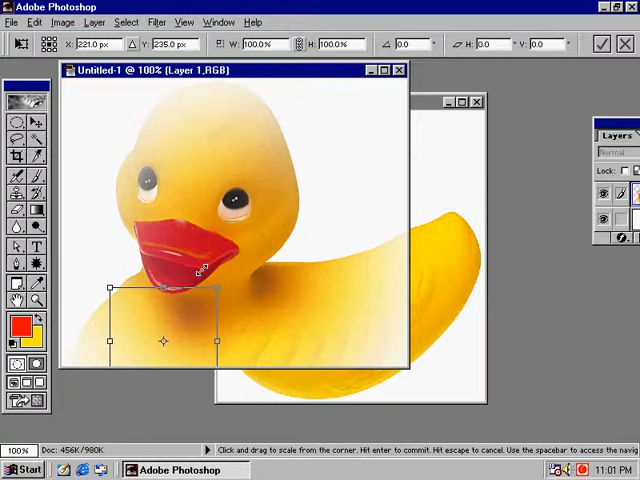 Adobe Photoshop
File Edit Image Layer Select Filter View Window Help
X: 221.0 px Y: 235.0 px W: 100.0% H: 100.0% 0.0 ° H: 0.0 ° V: 0.0 °
Untitled-1 @ 100% (Layer 1,RGB)
Layers
Normal
Lock:
T
100% Doc: 456K/980K Click and drag to scale from the corner. Hit enter to commit. Hit escape to cancel. Use the spacebar to access the navig
Start Adobe Photoshop 11:01 PM